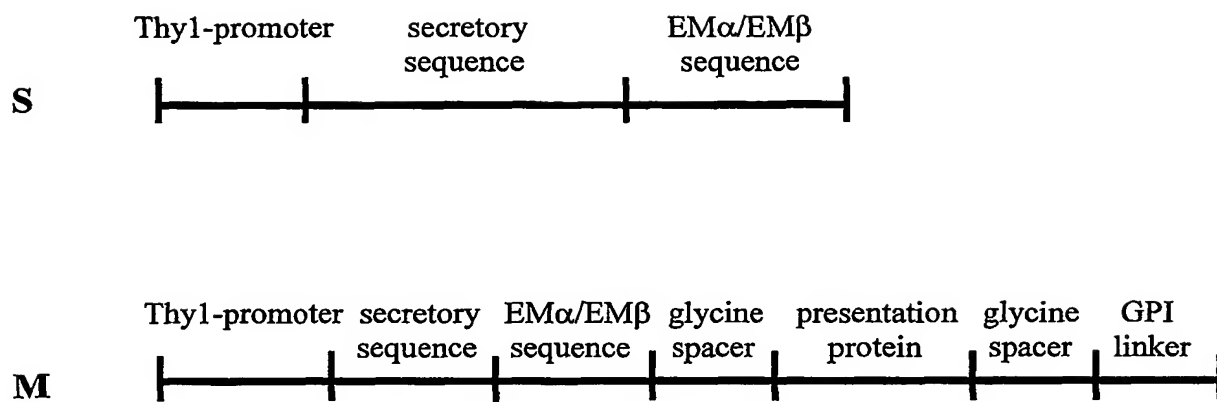 Thy1-promoter secretory EMα/EMβ
sequence sequence
S
Thy1-promoter secretory EMα/EMβ glycine presentation glycine GPI
sequence sequence spacer protein spacer linker
M